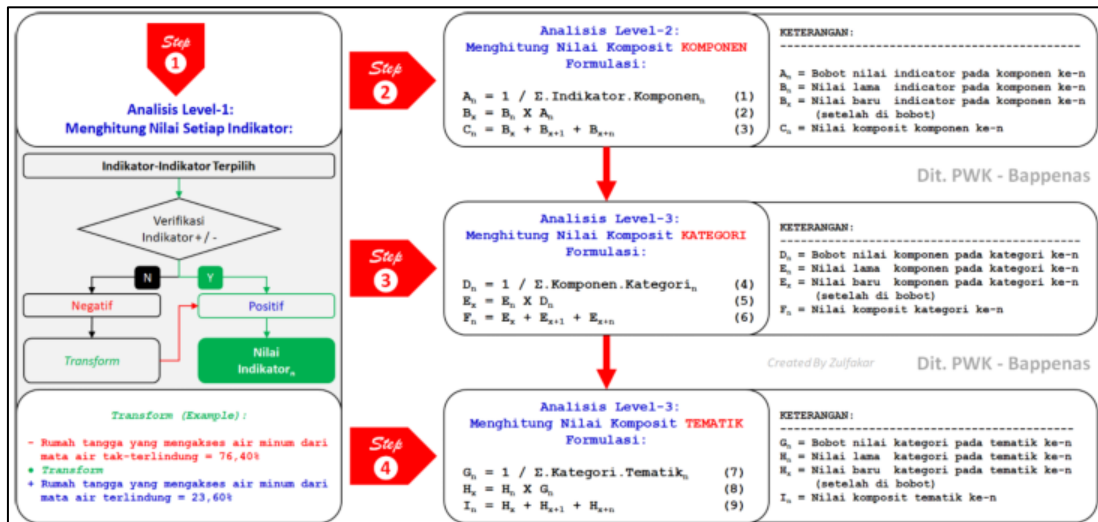 Step
1
Analisis Level-1:
Menghitung Nilai Setiap Indikator:
Indikator-Indikator Terpilih
Verifikasi
Indikator + / -
N
Y
Negatif
Positif
Transform
Nilai
Indikatorₙ
Transform (Example):
- Rumah tangga yang mengakses air minum dari
mata air tak-terlindung = 76,40%
• Transform
+ Rumah tangga yang mengakses air minum dari
mata air terlindung = 23,60%
Step
2
Analisis Level-2:
Menghitung Nilai Komposit KOMPONEN
Formulasi:
Aₙ = 1 / Σ.Indikator.Komponenₙ (1)
Bₓ = Bₙ X Aₙ (2)
Cₙ = Bₓ + Bₓ₊₁ + Bₓ₊ₙ (3)
KETERANGAN:
Aₙ = Bobot nilai indicator pada komponen ke-n
Bₙ = Nilai lama indicator pada komponen ke-n
Bₓ = Nilai baru indicator pada komponen ke-n
(setelah di bobot)
Cₙ = Nilai komposit komponen ke-n
Dit. PWK - Bappenas
Step
3
Analisis Level-3:
Menghitung Nilai Komposit KATEGORI
Formulasi:
Dₙ = 1 / Σ.Komponen.Kategoriₙ (4)
Eₓ = Eₙ X Dₙ (5)
Fₙ = Eₓ + Eₓ₊₁ + Eₓ₊ₙ (6)
KETERANGAN:
Dₙ = Bobot nilai komponen pada kategori ke-n
Eₙ = Nilai lama komponen pada kategori ke-n
Eₓ = Nilai baru komponen pada kategori ke-n
(setelah di bobot)
Fₙ = Nilai komposit kategori ke-n
Created By Zulfakar
Dit. PWK - Bappenas
Step
4
Analisis Level-3:
Menghitung Nilai Komposit TEMATIK
Formulasi:
Gₙ = 1 / Σ.Kategori.Tematikₙ (7)
Hₓ = Hₙ X Gₙ (8)
Iₙ = Hₓ + Hₓ₊₁ + Hₓ₊ₙ (9)
KETERANGAN:
Gₙ = Bobot nilai kategori pada tematik ke-n
Hₙ = Nilai lama kategori pada tematik ke-n
Hₓ = Nilai baru kategori pada tematik ke-n
(setelah di bobot)
Iₙ = Nilai komposit tematik ke-n